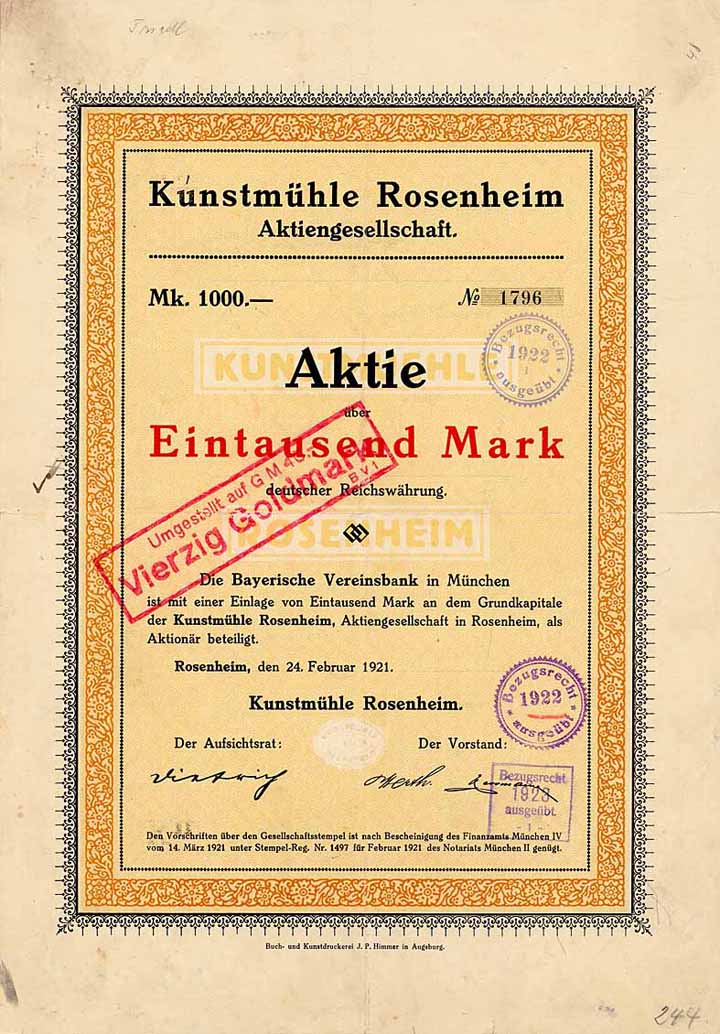 Kunstmühle Rosenheim
Aktiengesellschaft.
Mk. 1000.— № 1796
Bezugsrecht
1922
ausgeübt
KUNSTMUEHLE
Aktie
über
Eintausend Mark
deutscher Reichswährung.
Umgestellt auf GM 40
Vierzig Goldmark
ROSENHEIM
Die Bayerische Vereinsbank in München
ist mit einer Einlage von Eintausend Mark an dem Grundkapitale
der Kunstmühle Rosenheim, Aktiengesellschaft in Rosenheim, als
Aktionär beteiligt.
Rosenheim, den 24. Februar 1921.
Kunstmühle Rosenheim.
Bezugsrecht
1922
ausgeübt
Der Aufsichtsrat: Der Vorstand:
Dietrich
Bezugsrecht
1923
ausgeübt.
- 1 -
Den Vorschriften über den Gesellschaftsstempel ist nach Bescheinigung des Finanzamts München IV
vom 14. März 1921 unter Stempel-Reg. Nr. 1497 für Februar 1921 des Notariats München II genügt.
Buch- und Kunstdruckerei J. P. Himmer in Augsburg.
244